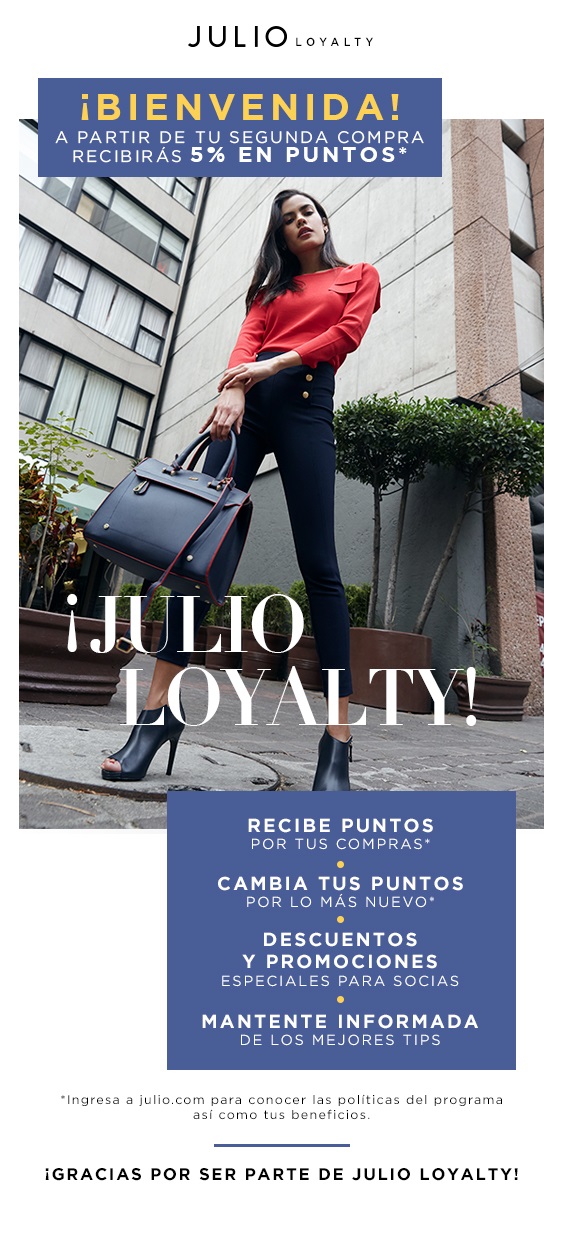 JULIO LOYALTY
¡BIENVENIDA!
A PARTIR DE TU SEGUNDA COMPRA
RECIBIRÁS 5% EN PUNTOS*
¡JULIO
LOYALTY!
RECIBE PUNTOS
POR TUS COMPRAS*
CAMBIA TUS PUNTOS
POR LO MÁS NUEVO*
DESCUENTOS
Y PROMOCIONES
ESPECIALES PARA SOCIAS
MANTENTE INFORMADA
DE LOS MEJORES TIPS
*Ingresa a julio.com para conocer las políticas del programa
así como tus beneficios.
¡GRACIAS POR SER PARTE DE JULIO LOYALTY!